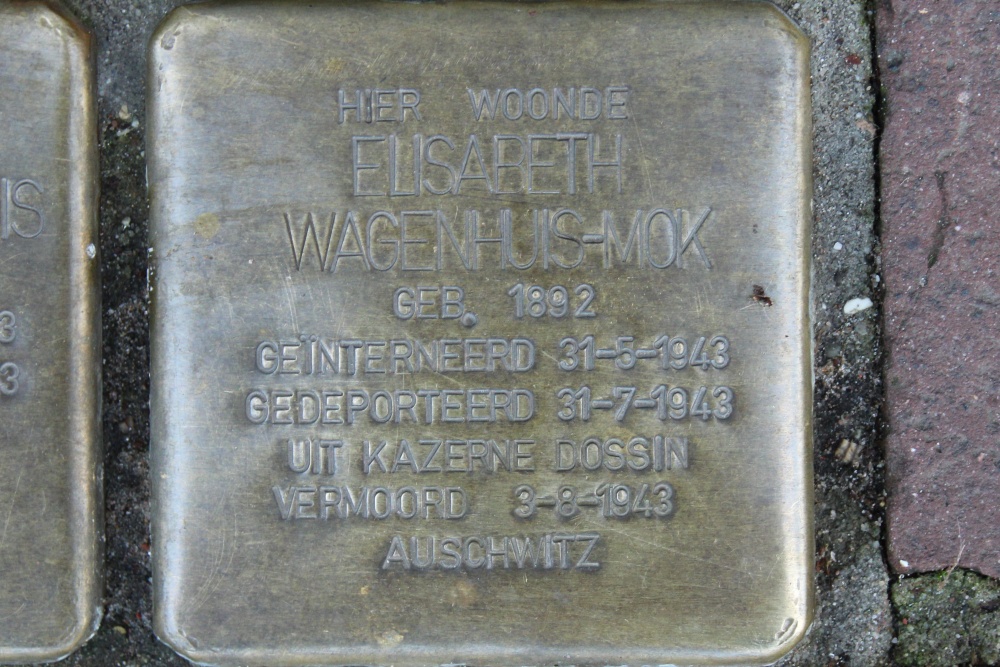 HIER WOONDE
ELISABETH
WAGENHUIS-MOK
GEB. 1892
GEÏNTERNEERD 31-5-1943
GEDEPORTEERD 31-7-1943
UIT KAZERNE DOSSIN
VERMOORD 3-8-1943
AUSCHWITZ